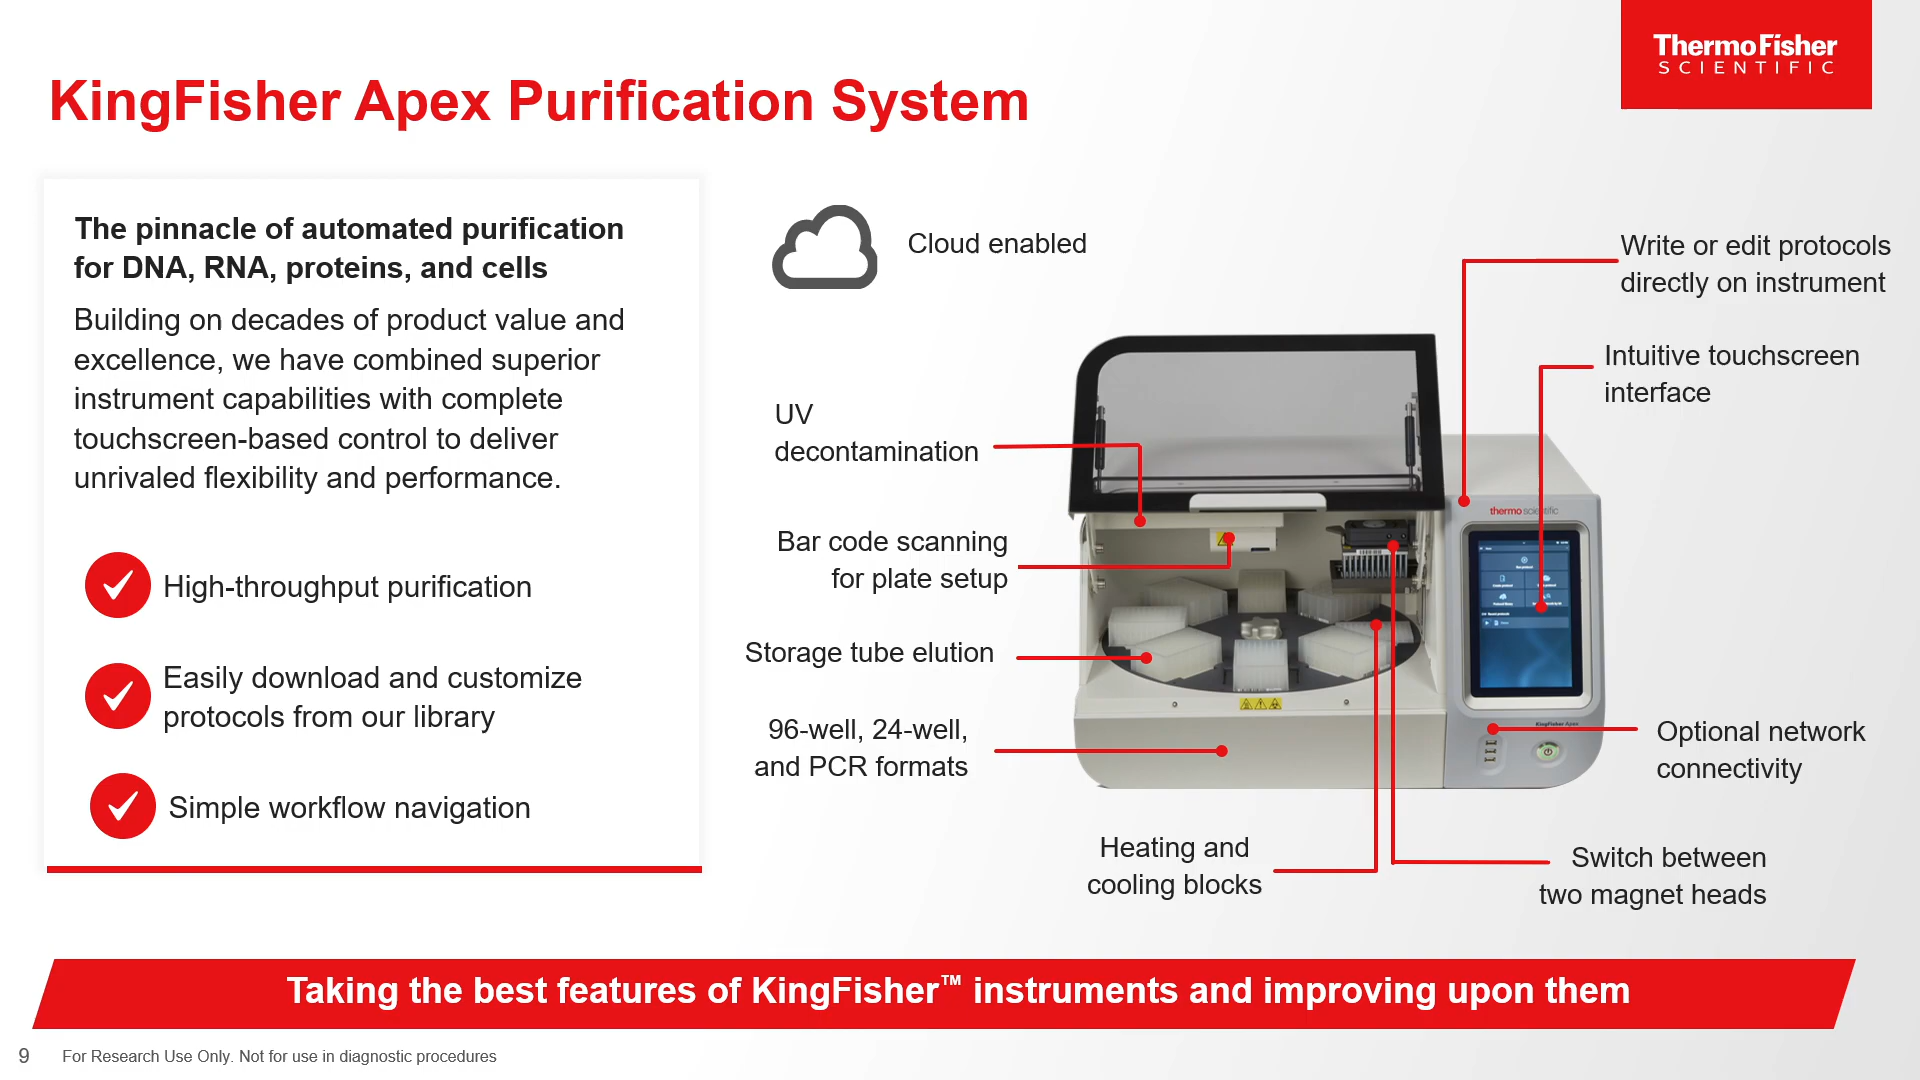 ThermoFisher
SCIENTIFIC
KingFisher Apex Purification System
The pinnacle of automated purification
for DNA, RNA, proteins, and cells
Building on decades of product value and
excellence, we have combined superior
instrument capabilities with complete
touchscreen-based control to deliver
unrivaled flexibility and performance.
High-throughput purification
Easily download and customize
protocols from our library
Simple workflow navigation
Cloud enabled
UV
decontamination
Bar code scanning
for plate setup
Storage tube elution
96-well, 24-well,
and PCR formats
Heating and
cooling blocks
Write or edit protocols
directly on instrument
Intuitive touchscreen
interface
thermo scientific
KingFisher Apex
Optional network
connectivity
Switch between
two magnet heads
Taking the best features of KingFisher™ instruments and improving upon them
9
For Research Use Only. Not for use in diagnostic procedures